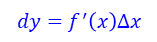 dy = f'(x)Δx